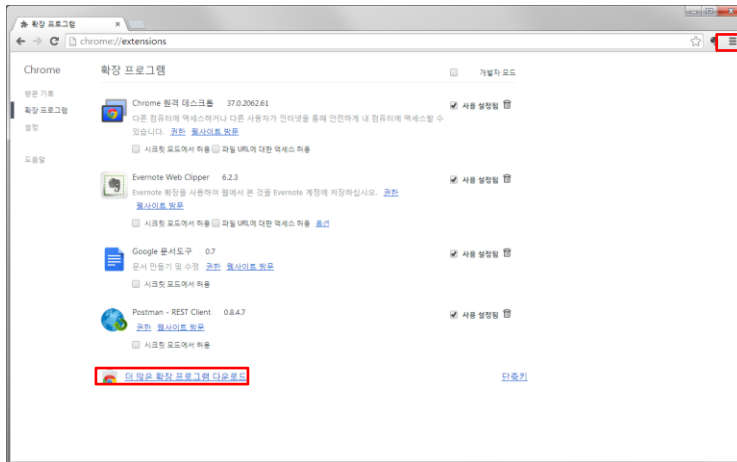 확장 프로그램
chrome://extensions
Chrome
확장 프로그램
개발자 모드
방문 기록
확장 프로그램
설정
도움말
Chrome 원격 데스크톱 37.0.2062.61
사용 설정됨
다른 컴퓨터에 액세스하거나 다른 사용자가 인터넷을 통해 안전하게 내 컴퓨터에 액세스할 수
있습니다. 권한 웹사이트 방문
시크릿 모드에서 허용 파일 URL에 대한 액세스 허용
Evernote Web Clipper 6.2.3
사용 설정됨
Evernote 확장을 사용하여 웹에서 본 것을 Evernote 계정에 저장하십시오. 권한
웹사이트 방문
시크릿 모드에서 허용 파일 URL에 대한 액세스 허용 옵션
Google 문서도구 0.7
사용 설정됨
문서 만들기 및 수정 권한 웹사이트 방문
시크릿 모드에서 허용
Postman - REST Client 0.8.4.7
사용 설정됨
권한 웹사이트 방문
시크릿 모드에서 허용
더 많은 확장 프로그램 다운로드
단축키